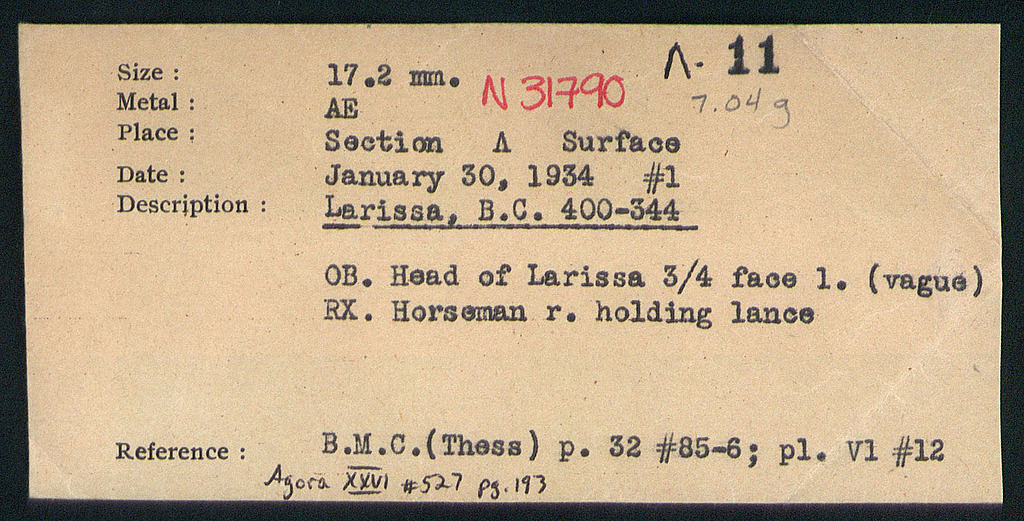 Λ- 11
Size : 17.2 mm. N 31790 7.04 g
Metal : AE
Place : Section Λ Surface
Date : January 30, 1934 #1
Description : Larissa, B.C. 400-344
OB. Head of Larissa 3/4 face l. (vague)
RX. Horseman r. holding lance
Reference : B.M.C.(Thess) p. 32 #85-6; pl. Vl #12
Agora XXVI #527 pg.193